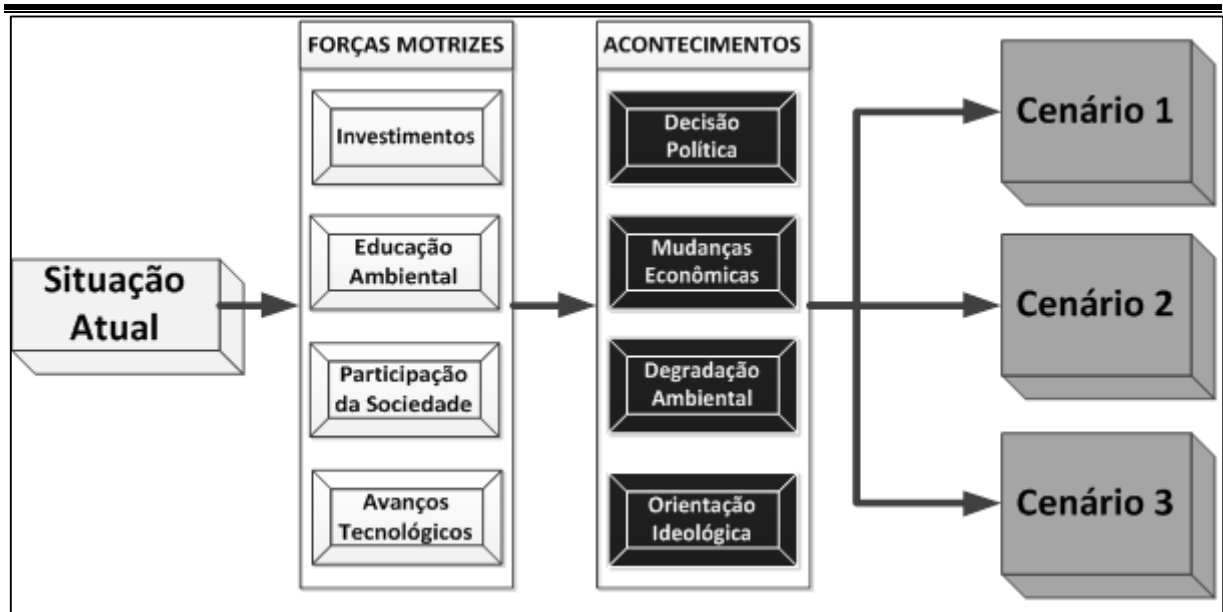 FORÇAS MOTRIZES
ACONTECIMENTOS
Situação
Atual
Investimentos
Educação
Ambiental
Participação
da Sociedade
Avanços
Tecnológicos
Decisão
Política
Mudanças
Econômicas
Degradação
Ambiental
Orientação
Ideológica
Cenário 1
Cenário 2
Cenário 3